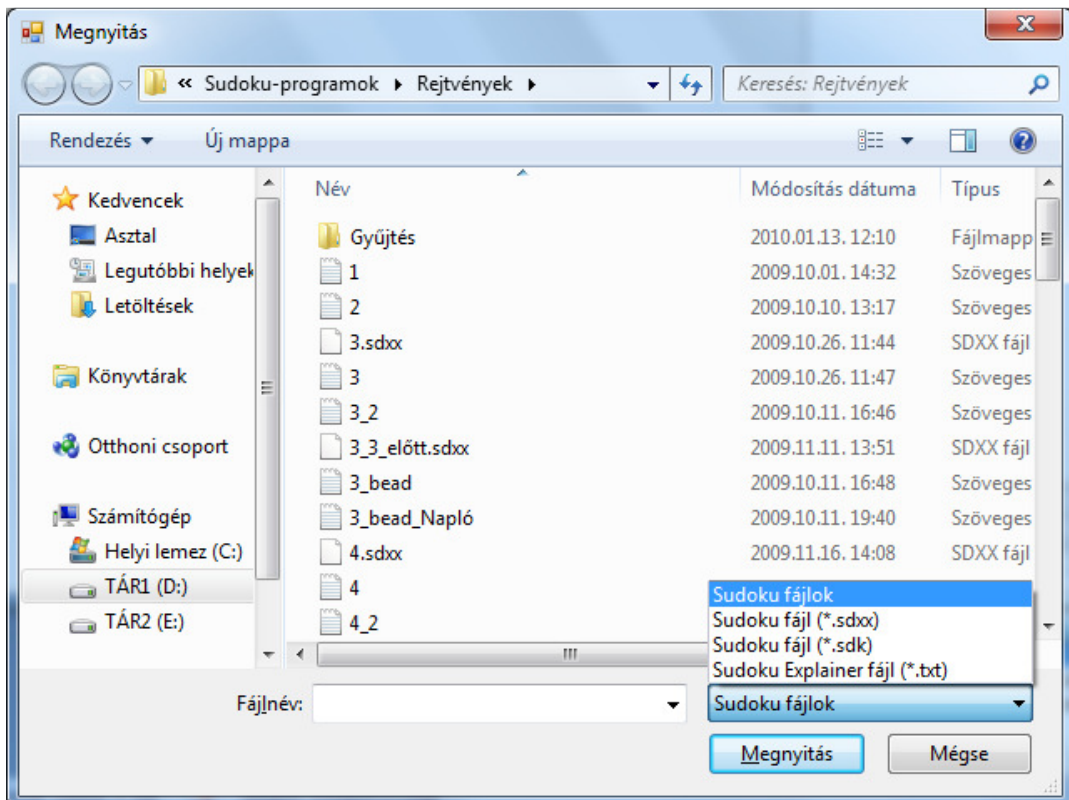 Megnyitás
« Sudoku-programok Rejtvények
Keresés: Rejtvények
Rendezés Új mappa
Név Módosítás dátuma Típus
Kedvencek
Asztal
Legutóbbi helyek
Letöltések
Könyvtárak
Otthoni csoport
Számítógép
Helyi lemez (C:)
TÁR1 (D:)
TÁR2 (E:)
Gyűjtés 2010.01.13. 12:10 Fájlmapp
1 2009.10.01. 14:32 Szöveges
2 2009.10.10. 13:17 Szöveges
3.sdxx 2009.10.26. 11:44 SDXX fájl
3 2009.10.26. 11:47 Szöveges
3_2 2009.10.11. 16:46 Szöveges
3_3_előtt.sdxx 2009.11.11. 13:51 SDXX fájl
3_bead 2009.10.11. 16:48 Szöveges
3_bead_Napló 2009.10.11. 19:40 Szöveges
4.sdxx 2009.11.16. 14:08 SDXX fájl
4
4_2
Sudoku fájlok
Sudoku fájl (*.sdxx)
Sudoku fájl (*.sdk)
Sudoku Explainer fájl (*.txt)
Fájlnév:
Sudoku fájlok
Megnyitás Mégse